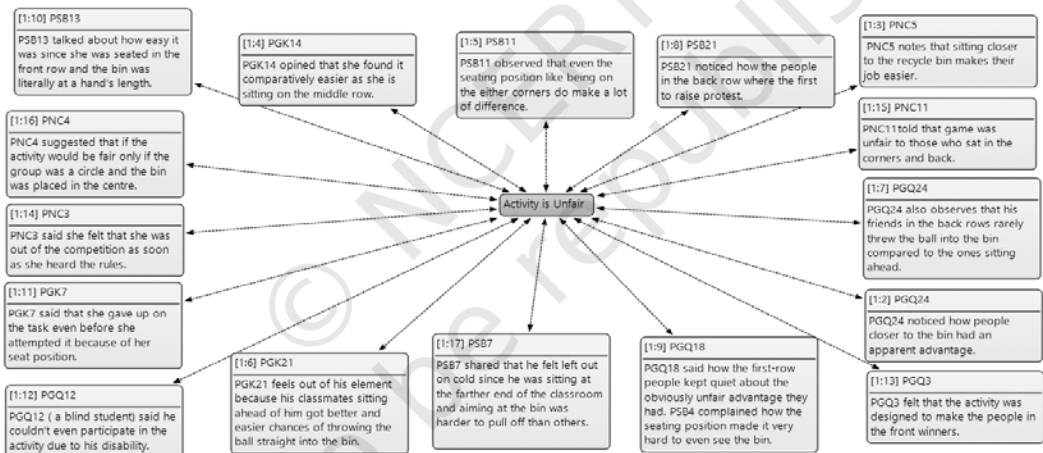 [1:10] PSB13
PSB13 talked about how easy it
was since she was seated in the
front row and the bin was
literally at a hand's length.
[1:4] PGK14
PGK14 opined that she found it
comparatively easier as she is
sitting on the middle row.
[1:5] PSB11
PSB11 observed that even the
seating position like being on
the either corners do make a lot
of difference.
[1:8] PSB21
PSB21 noticed how the people
in the back row where the first
to raise protest.
[1:3] PNC5
PNC5 notes that sitting closer
to the recycle bin makes their
job easier.
[1:16] PNC4
PNC4 suggested that if the
activity would be fair only if the
group was a circle and the bin
was placed in the centre.
[1:15] PNC11
PNC11told that game was
unfair to those who sat in the
corners and back.
Activity is Unfair
[1:14] PNC3
PNC3 said she felt that she was
out of the competition as soon
as she heard the rules.
[1:7] PGQ24
PGQ24 also observes that his
friends in the back rows rarely
threw the ball into the bin
compared to the ones sitting
ahead.
[1:11] PGK7
PGK7 said that she gave up on
the task even before she
attempted it because of her
seat position.
[1:2] PGQ24
PGQ24 noticed how people
closer to the bin had an
apparent advantage.
[1:12] PGQ12
PGQ12 ( a blind student) said he
couldn't even participate in the
activity due to his disability.
[1:6] PGK21
PGK21 feels out of his element
because his classmates sitting
ahead of him got better and
easier chances of throwing the
ball straight into the bin.
[1:17] PSB7
PSB7 shared that he felt left out
on cold since he was sitting at
the farther end of the classroom
and aiming at the bin was
harder to pull off than others.
[1:9] PGQ18
PGQ18 said how the first-row
people kept quiet about the
obviously unfair advantage they
had. PSB4 complained how the
seating position made it very
hard to even see the bin.
[1:13] PGQ3
PGQ3 felt that the activity was
designed to make the people in
the front winners.
© NCERT
be republis